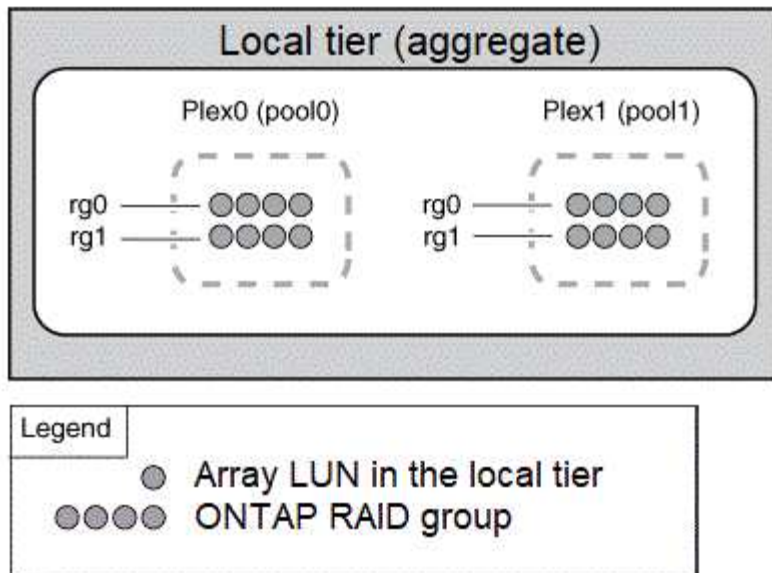 Local tier (aggregate)
Plex0 (pool0)
Plex1 (pool1)
rg0
rg1
rg0
rg1
Legend
Array LUN in the local tier
ONTAP RAID group